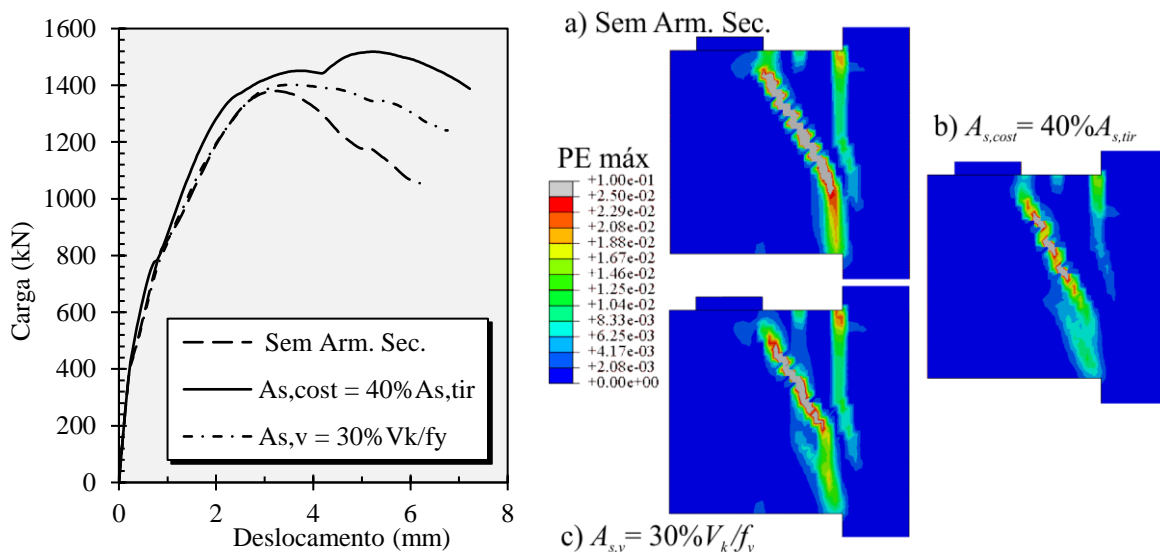 1600
1400
1200
1000
800
600
400
200
0
Carga (kN)
0 2 4 6 8
Deslocamento (mm)
Sem Arm. Sec.
As,cost = 40%As,tir
As,v = 30%Vk/fy
a) Sem Arm. Sec.
PE máx
+1.00e-01
+2.50e-02
+2.29e-02
+2.08e-02
+1.88e-02
+1.67e-02
+1.46e-02
+1.25e-02
+1.04e-02
+8.33e-03
+6.25e-03
+4.17e-03
+2.08e-03
+0.00e+00
b) As,cost= 40%As,tir
c) As,v= 30%Vk/fy